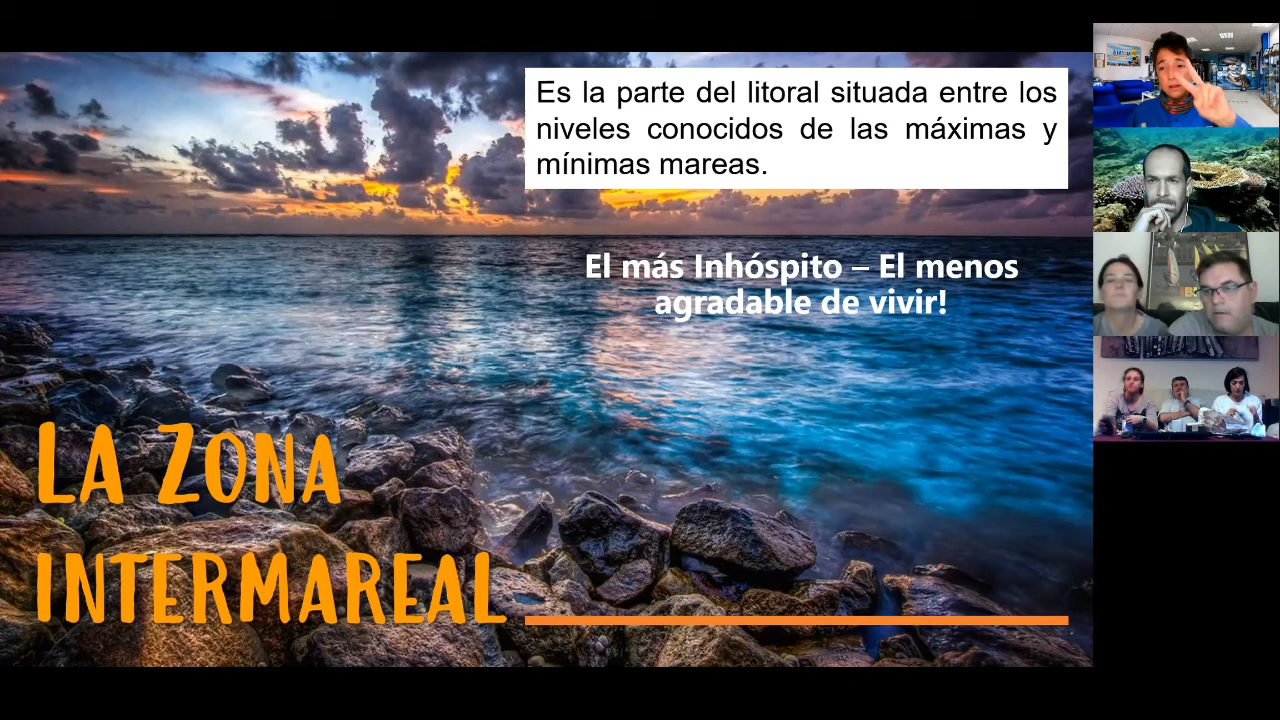 Es la parte del litoral situada entre los
niveles conocidos de las máximas y
mínimas mareas.
El más Inhóspito – El menos
agradable de vivir!
LA ZONA
INTERMAREAL